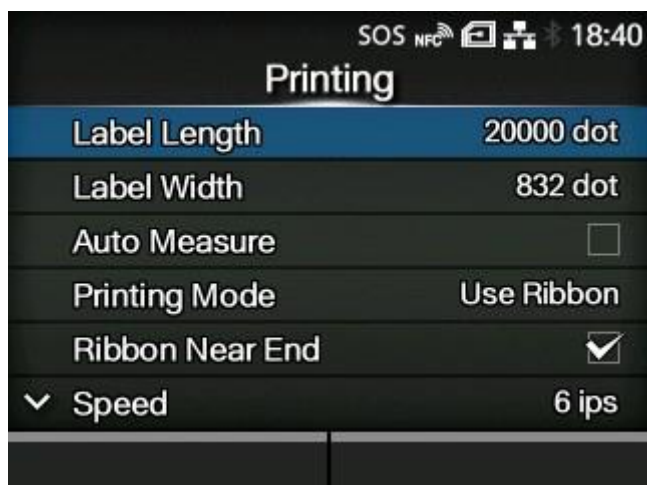 SOS NFC 18:40
Printing
Label Length 20000 dot
Label Width 832 dot
Auto Measure
Printing Mode Use Ribbon
Ribbon Near End
Speed 6 ips